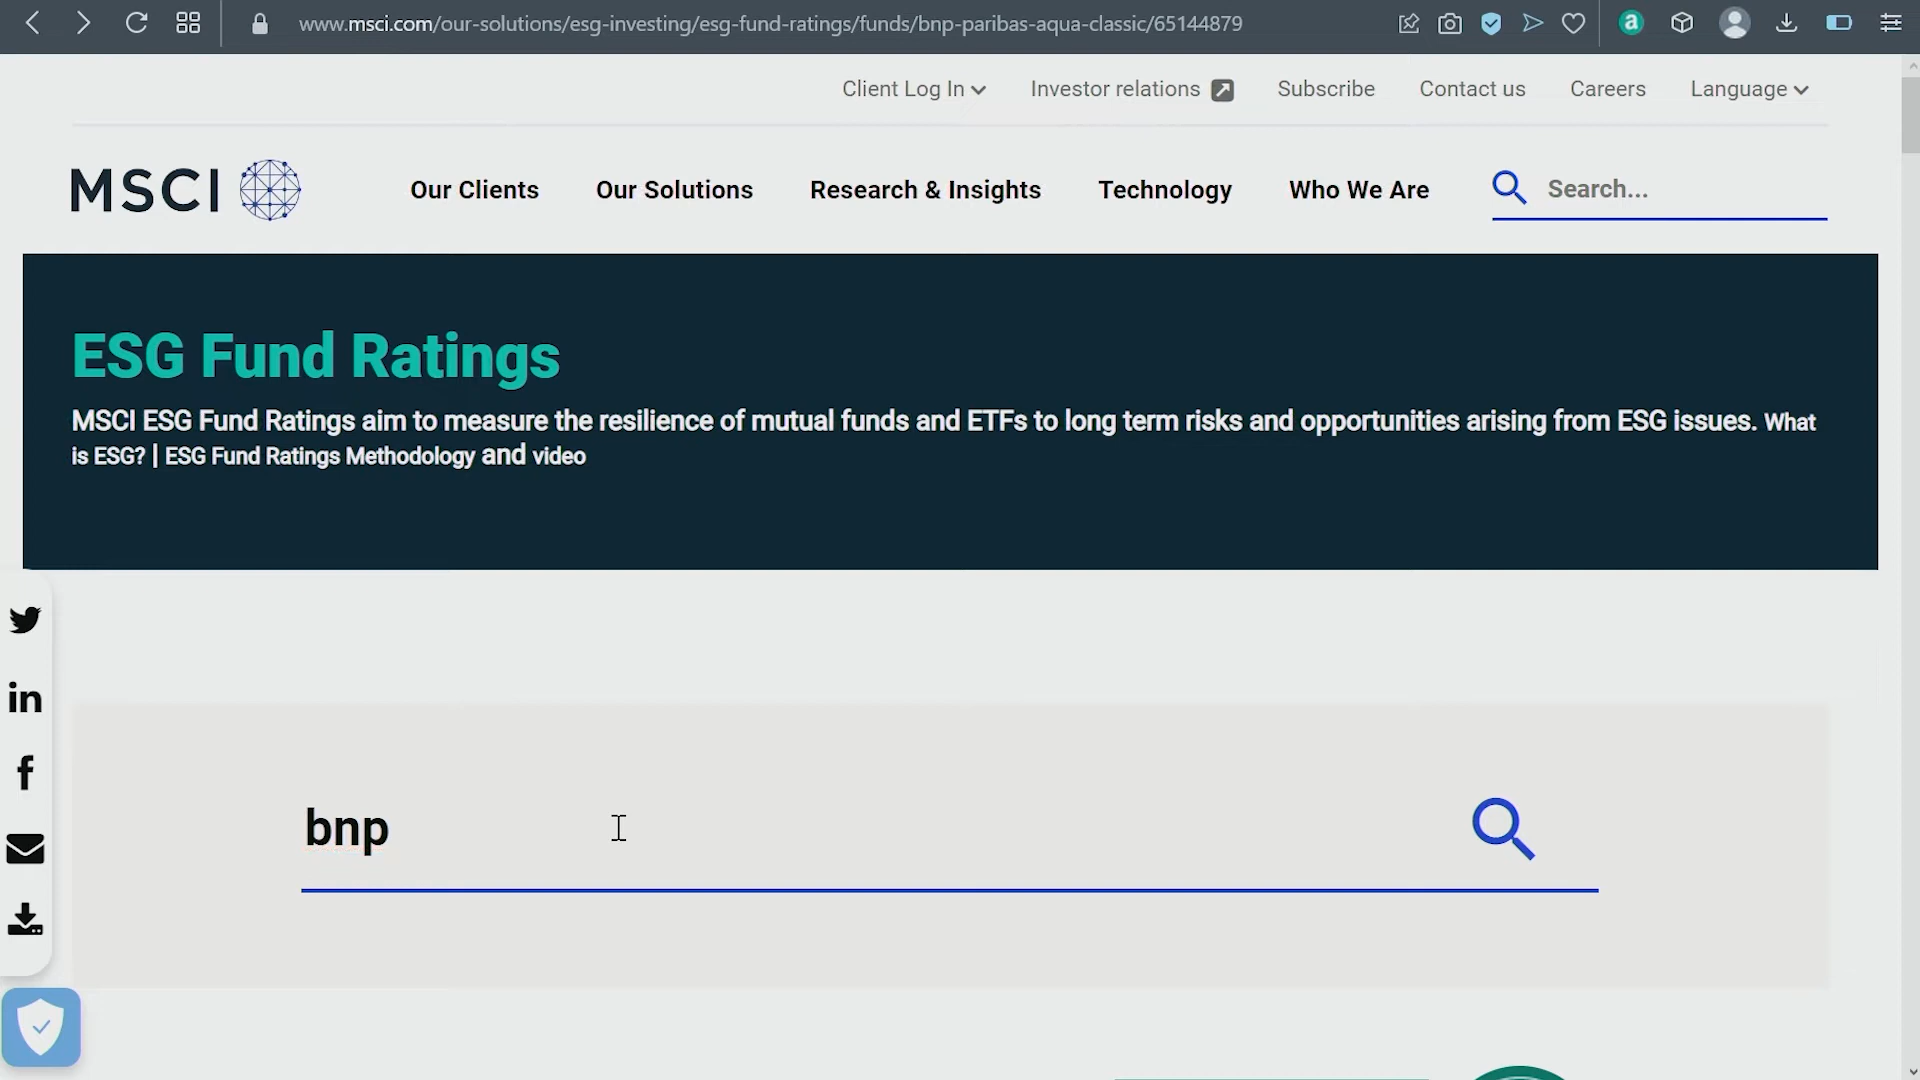 www.msci.com/our-solutions/esg-investing/esg-fund-ratings/funds/bnp-paribas-aqua-classic/65144879
Client Log In Investor relations Subscribe Contact us Careers Language
MSCI Our Clients Our Solutions Research & Insights Technology Who We Are Search...
ESG Fund Ratings
MSCI ESG Fund Ratings aim to measure the resilience of mutual funds and ETFs to long term risks and opportunities arising from ESG issues. What
is ESG? | ESG Fund Ratings Methodology and video
bnp